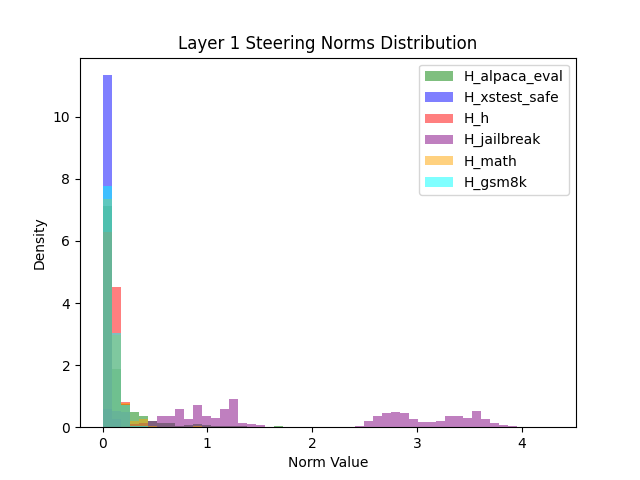 Layer 1 Steering Norms Distribution
H_alpaca_eval
H_xstest_safe
H_h
H_jailbreak
H_math
H_gsm8k
10
8
6
4
2
0
Density
0 1 2 3 4
Norm Value